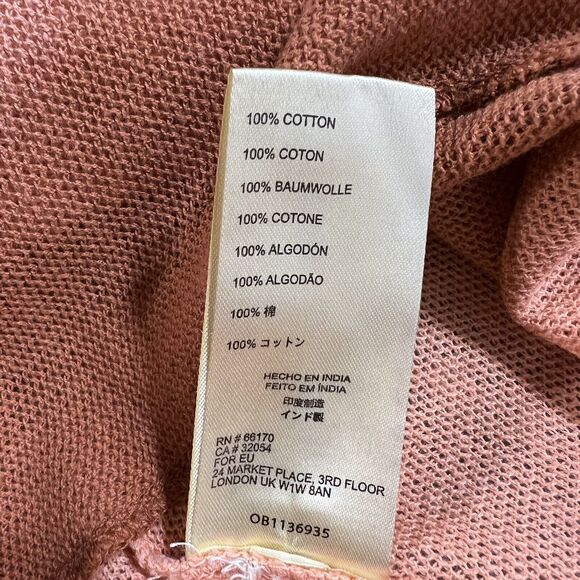 100% COTTON
100% COTON
100% BAUMWOLLE
100% COTONE
100% ALGODÓN
100% ALGODÃO
100% 棉
100% コットン
HECHO EN INDIA
FEITO EM ÍNDIA
印度制造
インド製
RN # 66170
CA # 32054
FOR EU
24 MARKET PLACE, 3RD FLOOR
LONDON UK W1W 8AN
OB1136935